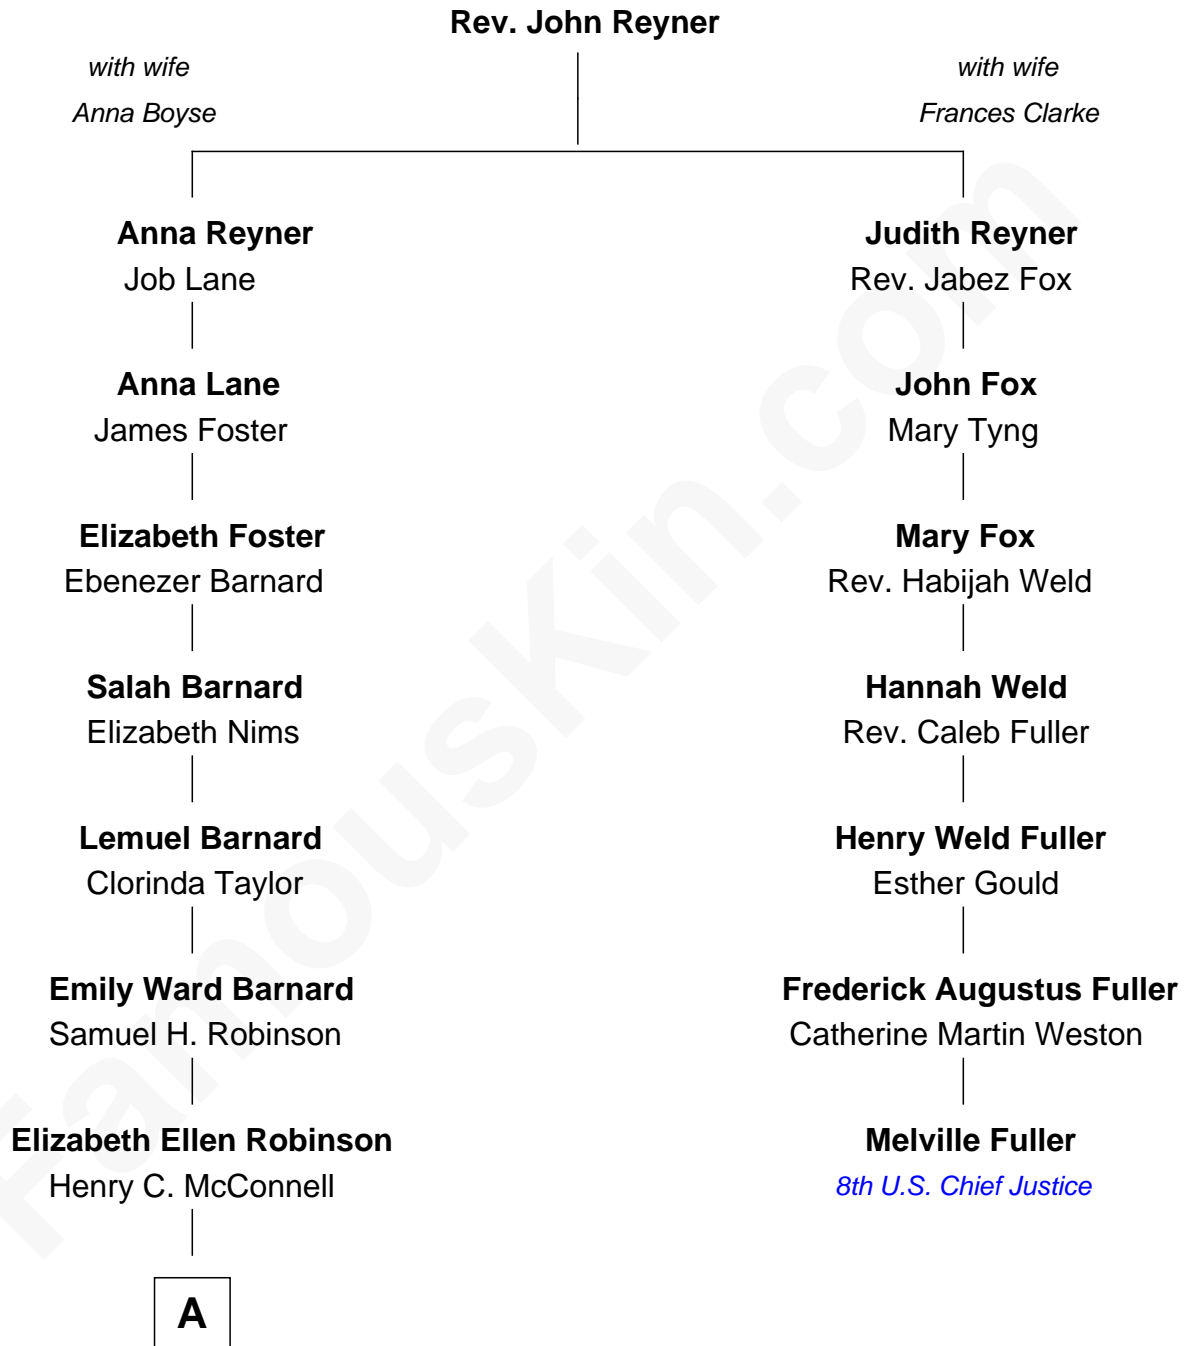 Rev. John Reyner
with wife
Anna Boyse
with wife
Frances Clarke
Anna Reyner
Job Lane
Judith Reyner
Rev. Jabez Fox
Anna Lane
James Foster
John Fox
Mary Tyng
Elizabeth Foster
Ebenezer Barnard
Mary Fox
Rev. Habijah Weld
Salah Barnard
Elizabeth Nims
Hannah Weld
Rev. Caleb Fuller
Lemuel Barnard
Clorinda Taylor
Henry Weld Fuller
Esther Gould
Emily Ward Barnard
Samuel H. Robinson
Frederick Augustus Fuller
Catherine Martin Weston
Elizabeth Ellen Robinson
Henry C. McConnell
Melville Fuller
8th U.S. Chief Justice
A
FamousKin.com